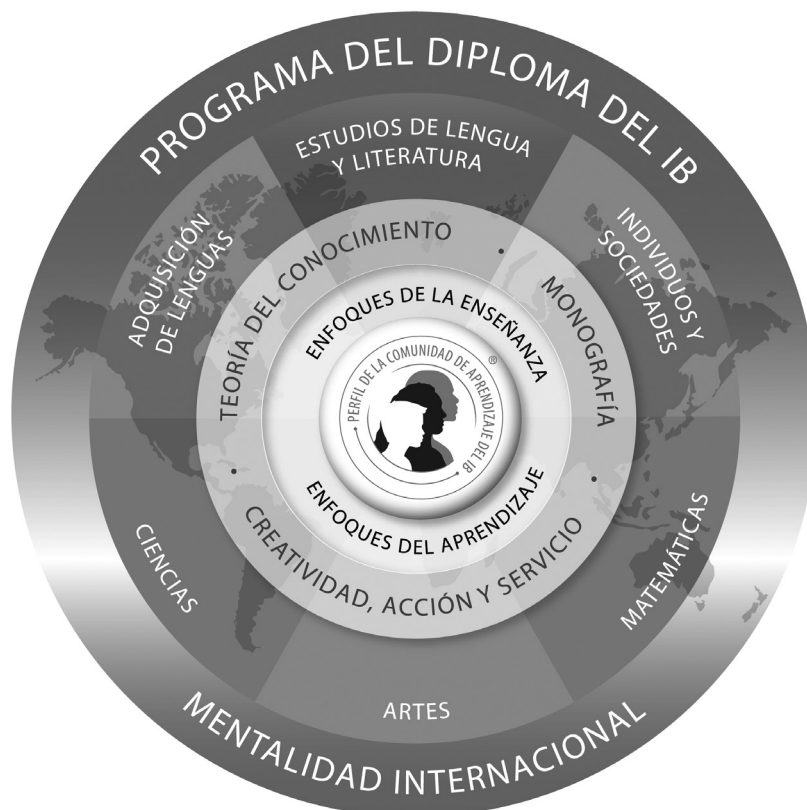 PROGRAMA DEL DIPLOMA DEL IB
ESTUDIOS DE LENGUA
Y LITERATURA
ADQUISICIÓN
DE LENGUAS
INDIVIDUOS Y
SOCIEDADES
TEORÍA DEL CONOCIMIENTO
•
MONOGRAFÍA
•
ENFOQUES DE LA ENSEÑANZA
• PERFIL DE LA COMUNIDAD DE APRENDIZAJE DEL IB •
®
ENFOQUES DEL APRENDIZAJE
•
CREATIVIDAD, ACCIÓN Y SERVICIO
CIENCIAS
MATEMÁTICAS
ARTES
MENTALIDAD INTERNACIONAL